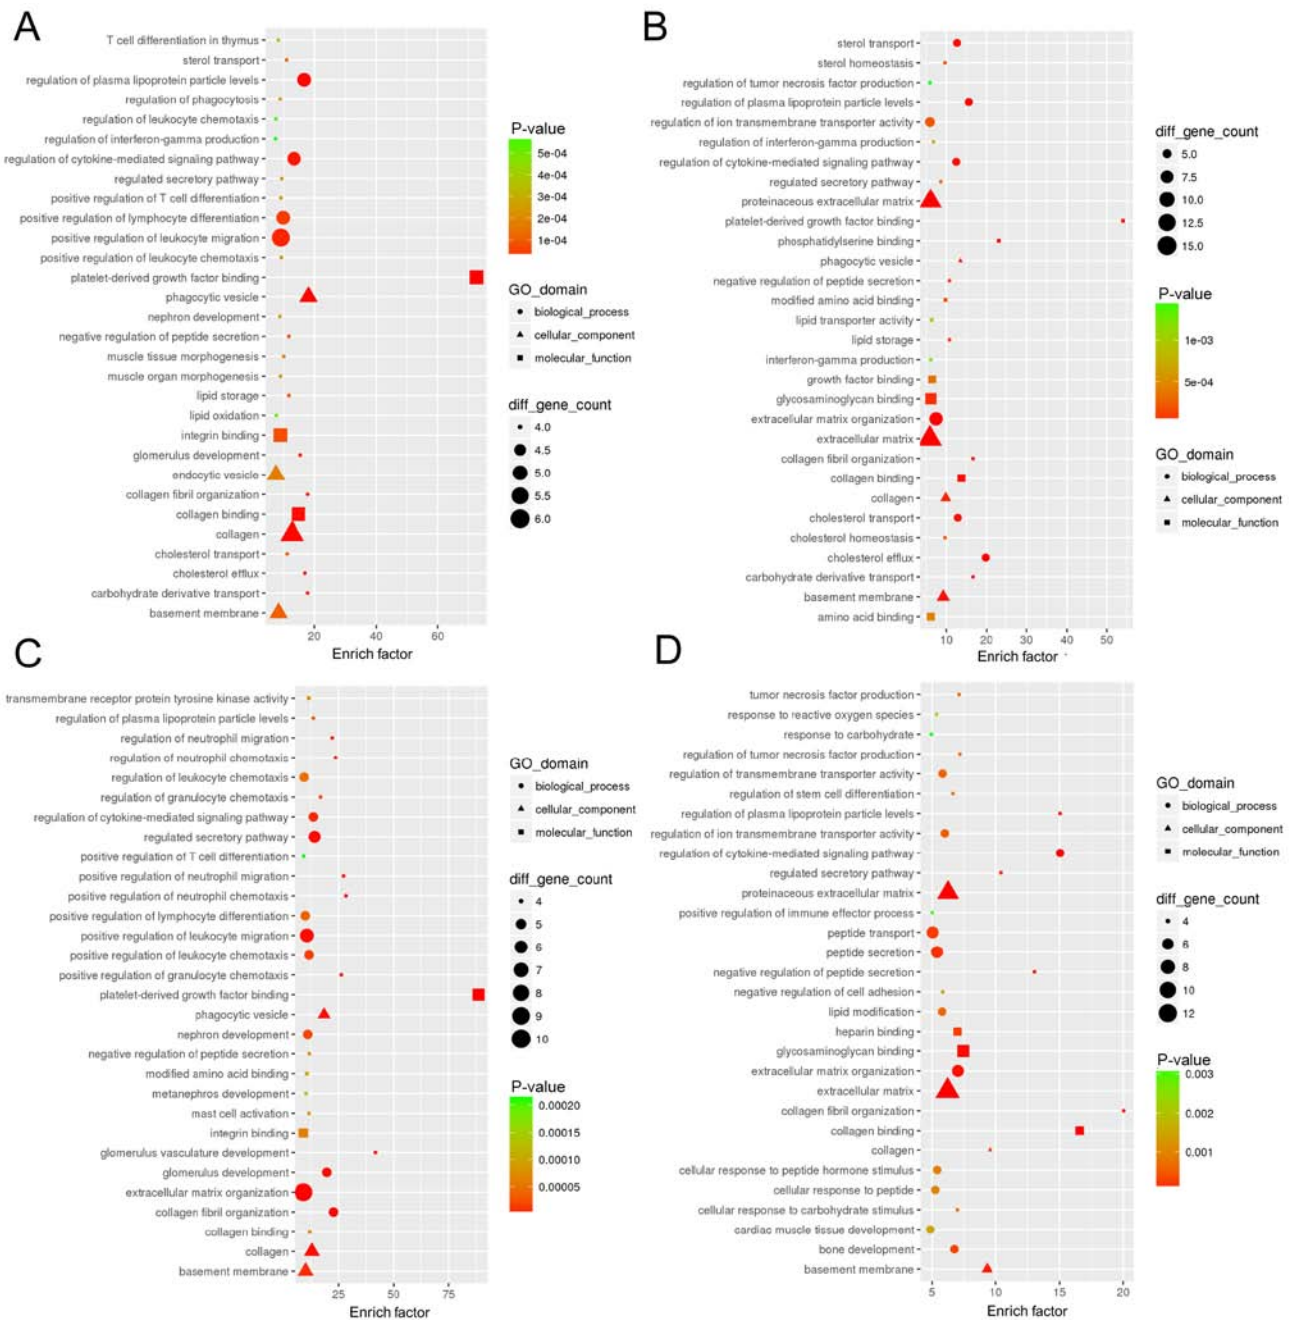 A
T cell differentiation in thymus
sterol transport
regulation of plasma lipoprotein particle levels
regulation of phagocytosis
regulation of leukocyte chemotaxis
regulation of interferon-gamma production
regulation of cytokine-mediated signaling pathway
regulated secretory pathway
positive regulation of T cell differentiation
positive regulation of lymphocyte differentiation
positive regulation of leukocyte migration
positive regulation of leukocyte chemotaxis
platelet-derived growth factor binding
phagocytic vesicle
nephron development
negative regulation of peptide secretion
muscle tissue morphogenesis
muscle organ morphogenesis
lipid storage
lipid oxidation
integrin binding
glomerulus development
endocytic vesicle
collagen fibril organization
collagen binding
collagen
cholesterol transport
cholesterol efflux
carbohydrate derivative transport
basement membrane
20 40 60
Enrich factor
P-value
5e-04
4e-04
3e-04
2e-04
1e-04
GO_domain
biological_process
cellular_component
molecular_function
diff_gene_count
4.0
4.5
5.0
5.5
6.0
B
sterol transport
sterol homeostasis
regulation of tumor necrosis factor production
regulation of plasma lipoprotein particle levels
regulation of ion transmembrane transporter activity
regulation of interferon-gamma production
regulation of cytokine-mediated signaling pathway
regulated secretory pathway
proteinaceous extracellular matrix
platelet-derived growth factor binding
phosphatidylserine binding
phagocytic vesicle
negative regulation of peptide secretion
modified amino acid binding
lipid transporter activity
lipid storage
interferon-gamma production
growth factor binding
glycosaminoglycan binding
extracellular matrix organization
extracellular matrix
collagen fibril organization
collagen binding
collagen
cholesterol transport
cholesterol homeostasis
cholesterol efflux
carbohydrate derivative transport
basement membrane
amino acid binding
10 20 30 40 50
Enrich factor
diff_gene_count
5.0
7.5
10.0
12.5
15.0
P-value
1e-03
5e-04
GO_domain
biological_process
cellular_component
molecular_function
C
transmembrane receptor protein tyrosine kinase activity
regulation of plasma lipoprotein particle levels
regulation of neutrophil migration
regulation of neutrophil chemotaxis
regulation of leukocyte chemotaxis
regulation of granulocyte chemotaxis
regulation of cytokine-mediated signaling pathway
regulated secretory pathway
positive regulation of T cell differentiation
positive regulation of neutrophil migration
positive regulation of neutrophil chemotaxis
positive regulation of lymphocyte differentiation
positive regulation of leukocyte migration
positive regulation of leukocyte chemotaxis
positive regulation of granulocyte chemotaxis
platelet-derived growth factor binding
phagocytic vesicle
nephron development
negative regulation of peptide secretion
modified amino acid binding
metanephros development
mast cell activation
integrin binding
glomerulus vasculature development
glomerulus development
extracellular matrix organization
collagen fibril organization
collagen binding
collagen
basement membrane
25 50 75
Enrich factor
GO_domain
biological_process
cellular_component
molecular_function
diff_gene_count
4
5
6
7
8
9
10
P-value
0.00020
0.00015
0.00010
0.00005
D
tumor necrosis factor production
response to reactive oxygen species
response to carbohydrate
regulation of tumor necrosis factor production
regulation of transmembrane transporter activity
regulation of stem cell differentiation
regulation of plasma lipoprotein particle levels
regulation of ion transmembrane transporter activity
regulation of cytokine-mediated signaling pathway
regulated secretory pathway
proteinaceous extracellular matrix
positive regulation of immune effector process
peptide transport
peptide secretion
negative regulation of peptide secretion
negative regulation of cell adhesion
lipid modification
heparin binding
glycosaminoglycan binding
extracellular matrix organization
extracellular matrix
collagen fibril organization
collagen binding
collagen
cellular response to peptide hormone stimulus
cellular response to peptide
cellular response to carbohydrate stimulus
cardiac muscle tissue development
bone development
basement membrane
5 10 15 20
Enrich factor
GO_domain
biological_process
cellular_component
molecular_function
diff_gene_count
4
6
8
10
12
P-value
0.003
0.002
0.001